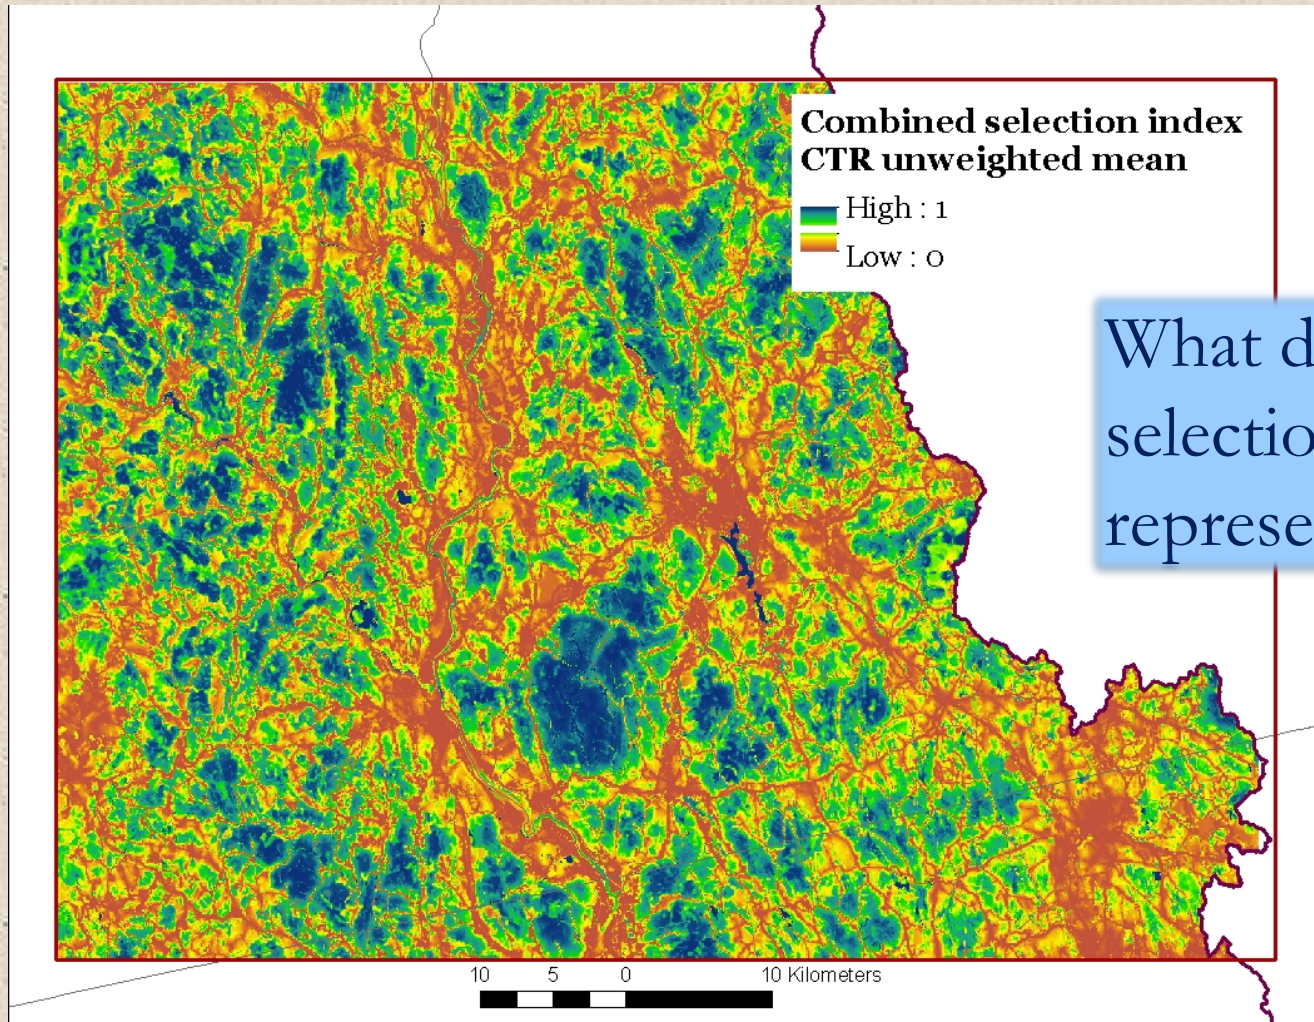 Combined selection index
CTR unweighted mean
High : 1
Low : 0
What d
selectio
represe
10 5 0 10 Kilometers